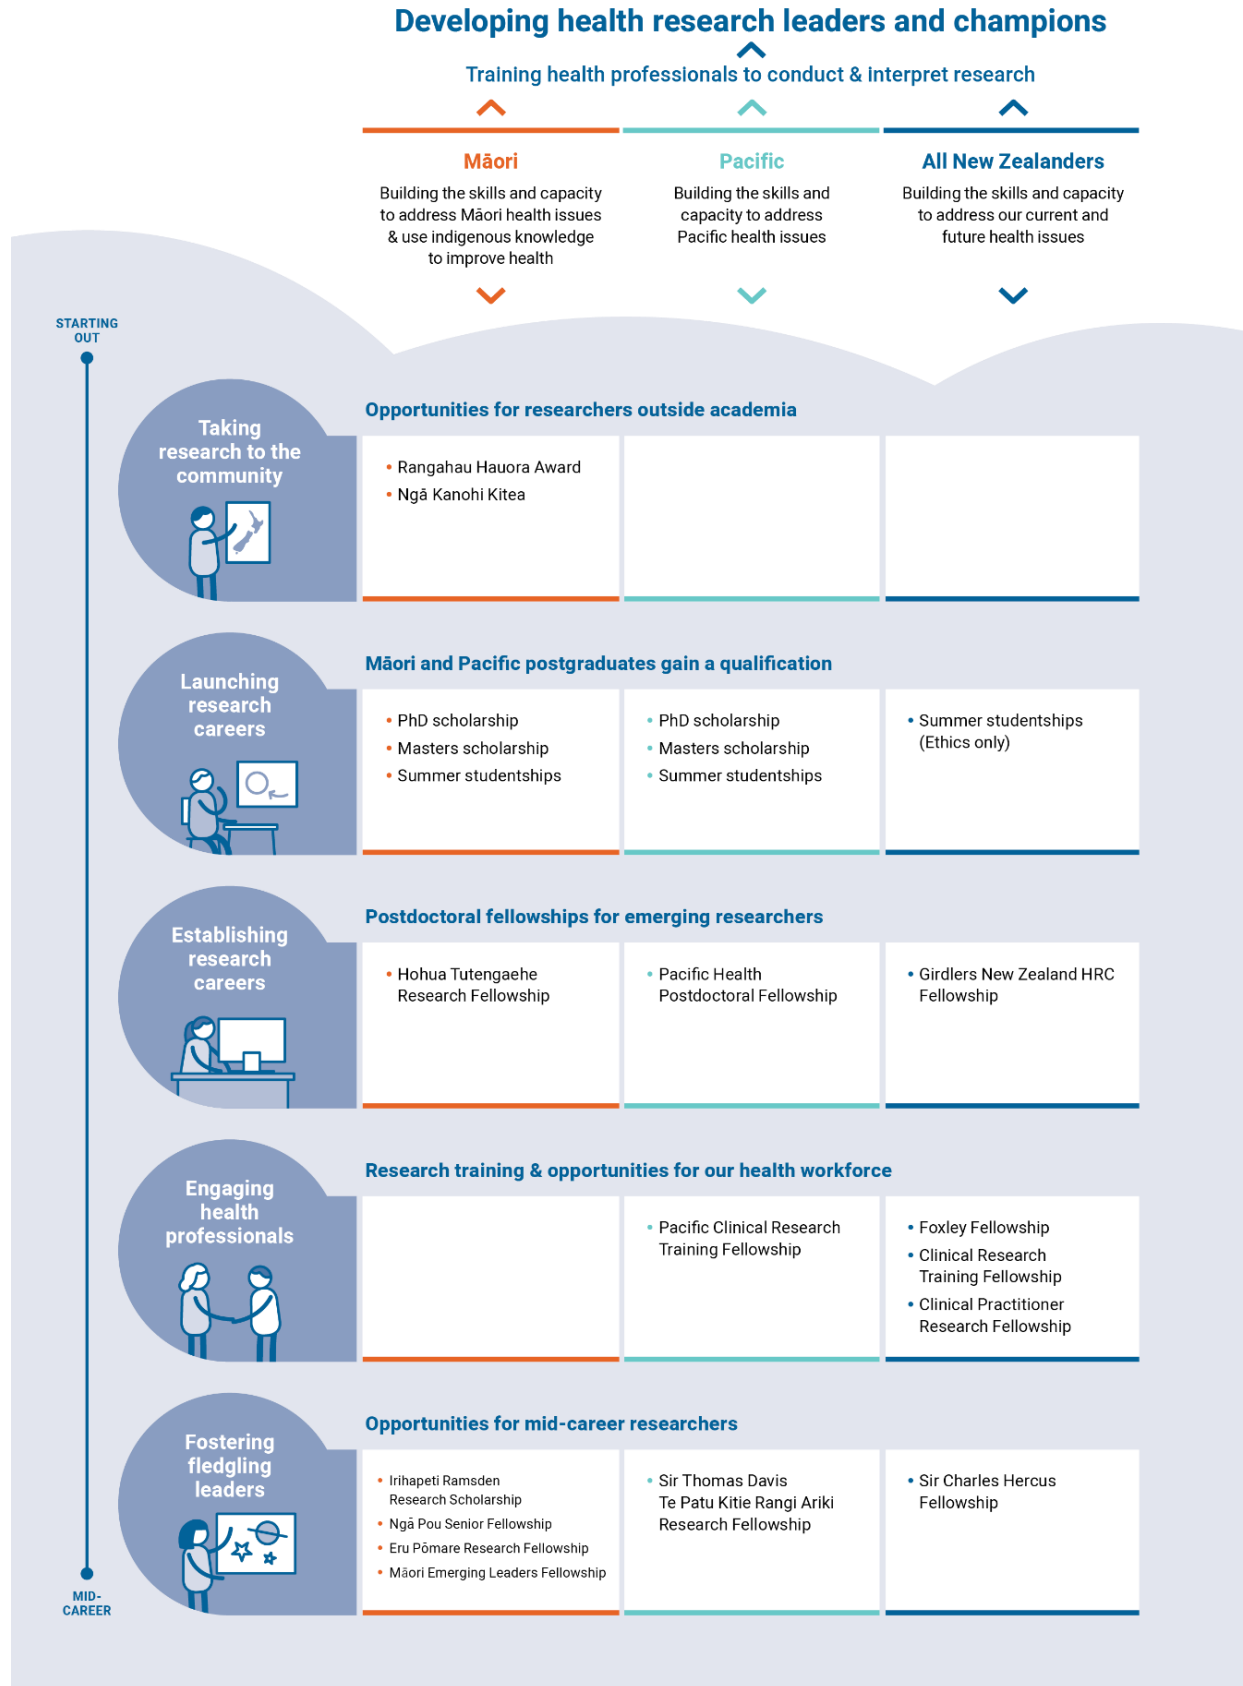 Developing health research leaders and champions
Training health professionals to conduct & interpret research
Māori
Building the skills and capacity
to address Māori health issues
& use indigenous knowledge
to improve health
Pacific
Building the skills and
capacity to address
Pacific health issues
All New Zealanders
Building the skills and capacity
to address our current and
future health issues
STARTING
OUT
Taking
research to the
community
Opportunities for researchers outside academia
• Rangahau Hauora Award
• Ngā Kanohi Kitea
Launching
research
careers
Māori and Pacific postgraduates gain a qualification
• PhD scholarship
• Masters scholarship
• Summer studentships
• PhD scholarship
• Masters scholarship
• Summer studentships
• Summer studentships
(Ethics only)
Establishing
research
careers
Postdoctoral fellowships for emerging researchers
• Hohua Tutengaehe
Research Fellowship
• Pacific Health
Postdoctoral Fellowship
• Girdlers New Zealand HRC
Fellowship
Engaging
health
professionals
Research training & opportunities for our health workforce
• Pacific Clinical Research
Training Fellowship
• Foxley Fellowship
• Clinical Research
Training Fellowship
• Clinical Practitioner
Research Fellowship
Fostering
fledgling
leaders
Opportunities for mid-career researchers
• Irihapeti Ramsden
Research Scholarship
• Ngā Pou Senior Fellowship
• Eru Pōmare Research Fellowship
• Māori Emerging Leaders Fellowship
• Sir Thomas Davis
Te Patu Kitie Rangi Ariki
Research Fellowship
• Sir Charles Hercus
Fellowship
MID-
CAREER